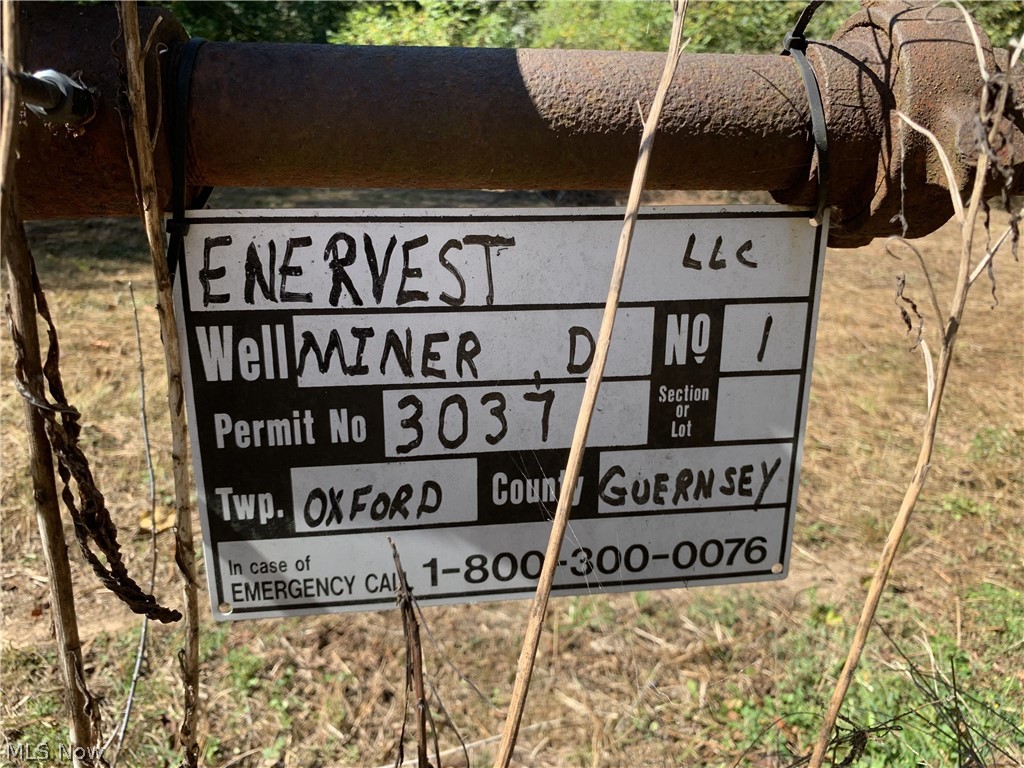 ENERVEST LLC
Well MINER, D Nº 1
Permit No 3037
Section
or
Lot
Twp. OXFORD County GUERNSEY
In case of
EMERGENCY CALL 1-800-300-0076
MLS Now